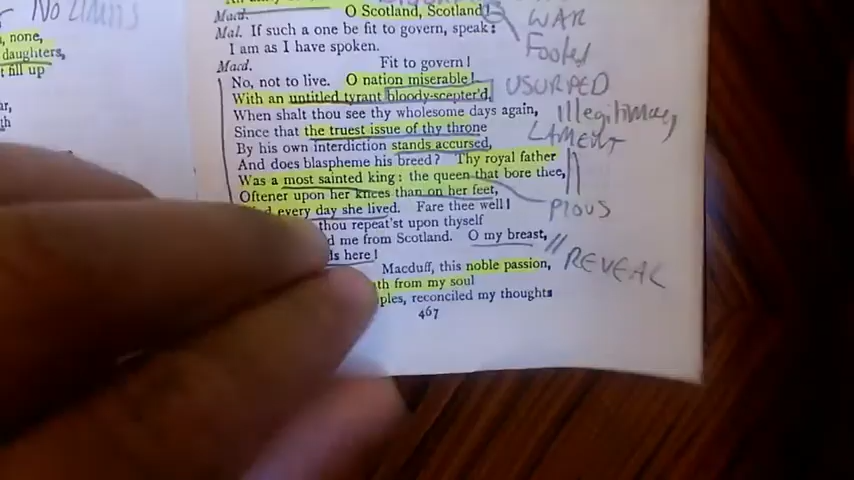 No Limits
, none,
daughters,
t fill up
ar,
gh
Macd. O Scotland, Scotland!
Mal. If such a one be fit to govern, speak:
I am as I have spoken.
Macd. Fit to govern!
No, not to live. O nation miserable!
With an untitled tyrant bloody-scepter'd,
When shalt thou see thy wholesome days again,
Since that the truest issue of thy throne
By his own interdiction stands accursed,
And does blaspheme his breed? Thy royal father
Was a most sainted king: the queen that bore thee,
Oftener upon her knees than on her feet,
every day she lived. Fare thee well!
thou repeat'st upon thyself
d me from Scotland. O my breast,
ls here!
Macduff, this noble passion,
th from my soul
ples, reconciled my thoughts
467
WAR
Fooled
USURPED
Illegitimacy
LAMENT
PIOUS
REVEAL